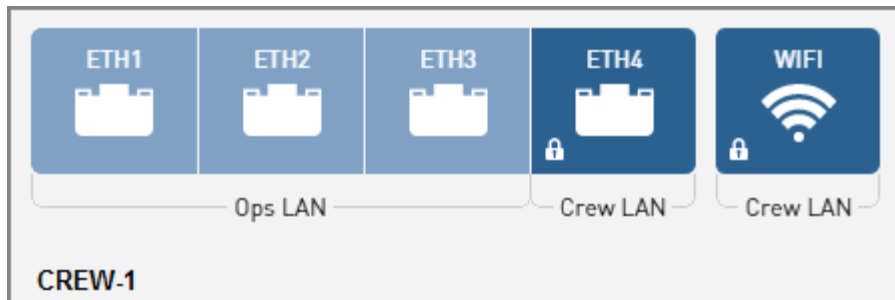 ETH1 ETH2 ETH3 ETH4 WIFI
Ops LAN Crew LAN Crew LAN
CREW-1